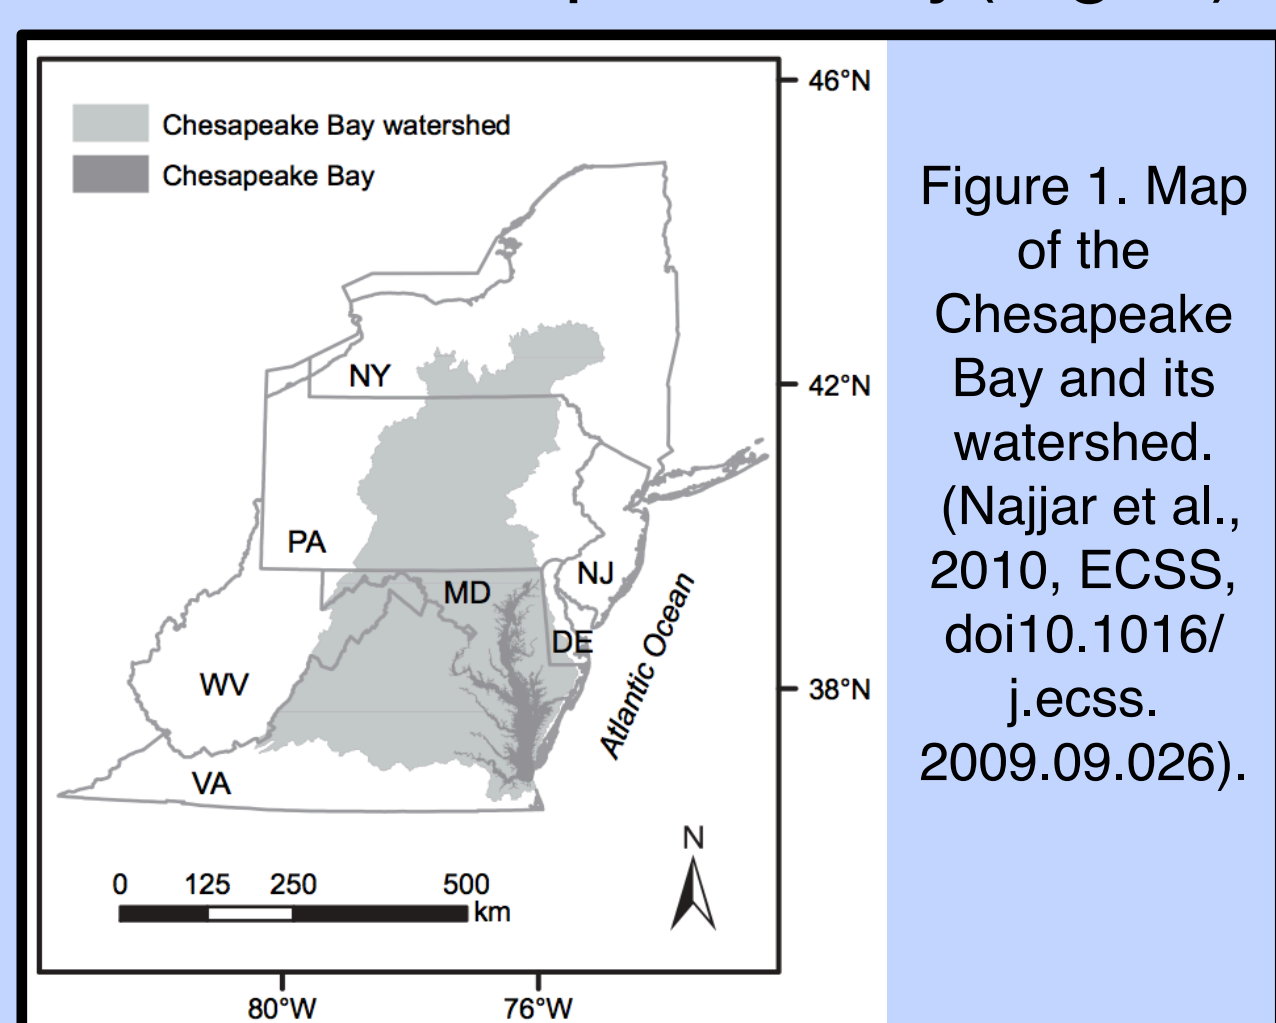 46°N
Chesapeake Bay watershed
Chesapeake Bay
NY
42°N
PA
MD
NJ
DE
WV
38°N
Atlantic Ocean
VA
N
0 125 250 500
km
80°W 76°W
Figure 1. Map
of the
Chesapeake
Bay and its
watershed.
(Najjar et al.,
2010, ECSS,
doi10.1016/
j.ecss.
2009.09.026).